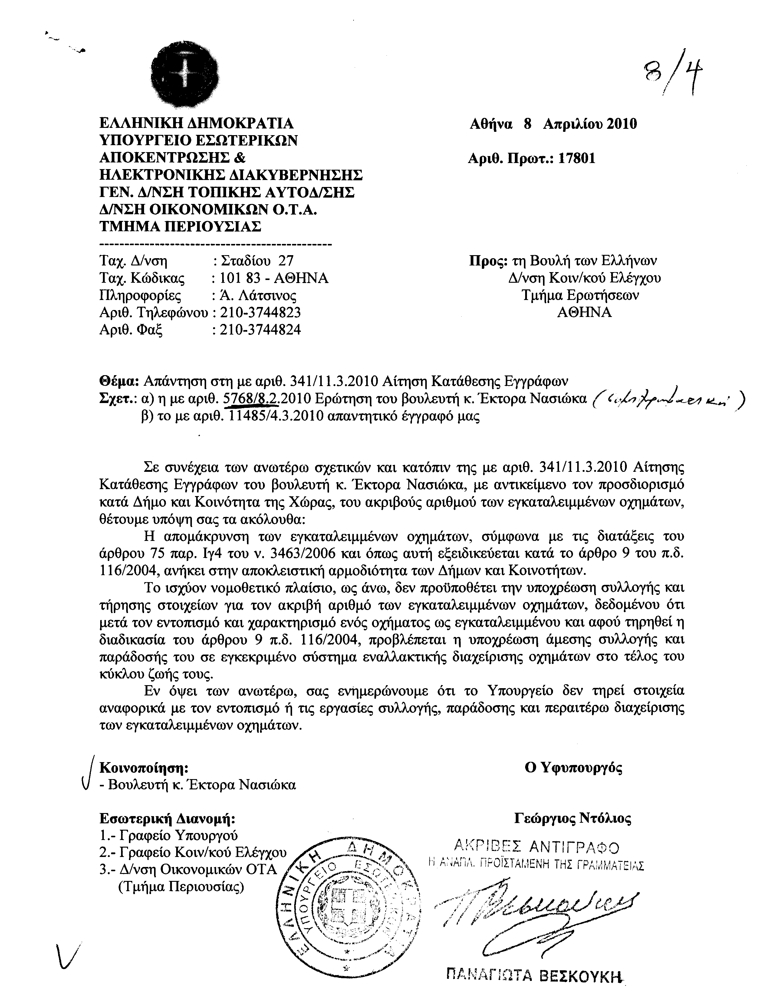 8/4
ΕΛΛΗΝΙΚΗ ΔΗΜΟΚΡΑΤΙΑ
ΥΠΟΥΡΓΕΙΟ ΕΣΩΤΕΡΙΚΩΝ
ΑΠΟΚΕΝΤΡΩΣΗΣ &
ΗΛΕΚΤΡΟΝΙΚΗΣ ΔΙΑΚΥΒΕΡΝΗΣΗΣ
ΓΕΝ. Δ/ΝΣΗ ΤΟΠΙΚΗΣ ΑΥΤΟΔ/ΣΗΣ
Δ/ΝΣΗ ΟΙΚΟΝΟΜΙΚΩΝ Ο.Τ.Α.
ΤΜΗΜΑ ΠΕΡΙΟΥΣΙΑΣ
Αθήνα 8 Απριλίου 2010
Αριθ. Πρωτ.: 17801
----------------------------------------------
Ταχ. Δ/νση : Σταδίου 27
Ταχ. Κώδικας : 101 83 - ΑΘΗΝΑ
Πληροφορίες : Ά. Λάτσινος
Αριθ. Τηλεφώνου : 210-3744823
Αριθ. Φαξ : 210-3744824
Προς: τη Βουλή των Ελλήνων
Δ/νση Κοιν/κού Ελέγχου
Τμήμα Ερωτήσεων
ΑΘΗΝΑ
Θέμα: Απάντηση στη με αριθ. 341/11.3.2010 Αίτηση Κατάθεσης Εγγράφων
Σχετ.: α) η με αριθ. 5768/8.2.2010 Ερώτηση του βουλευτή κ. Έκτορα Νασιώκα
β) το με αριθ. 11485/4.3.2010 απαντητικό έγγραφό μας
Σε συνέχεια των ανωτέρω σχετικών και κατόπιν της με αριθ. 341/11.3.2010 Αίτησης
Κατάθεσης Εγγράφων του βουλευτή κ. Έκτορα Νασιώκα, με αντικείμενο τον προσδιορισμό
κατά Δήμο και Κοινότητα της Χώρας, του ακριβούς αριθμού των εγκαταλειμμένων οχημάτων,
θέτουμε υπόψη σας τα ακόλουθα:
Η απομάκρυνση των εγκαταλειμμένων οχημάτων, σύμφωνα με τις διατάξεις του
άρθρου 75 παρ. Ιγ4 του ν. 3463/2006 και όπως αυτή εξειδικεύεται κατά το άρθρο 9 του π.δ.
116/2004, ανήκει στην αποκλειστική αρμοδιότητα των Δήμων και Κοινοτήτων.
Το ισχύον νομοθετικό πλαίσιο, ως άνω, δεν προϋποθέτει την υποχρέωση συλλογής και
τήρησης στοιχείων για τον ακριβή αριθμό των εγκαταλειμμένων οχημάτων, δεδομένου ότι
μετά τον εντοπισμό και χαρακτηρισμό ενός οχήματος ως εγκαταλειμμένου και αφού τηρηθεί η
διαδικασία του άρθρου 9 π.δ. 116/2004, προβλέπεται η υποχρέωση άμεσης συλλογής και
παράδοσής του σε εγκεκριμένο σύστημα εναλλακτικής διαχείρισης οχημάτων στο τέλος του
κύκλου ζωής τους.
Εν όψει των ανωτέρω, σας ενημερώνουμε ότι το Υπουργείο δεν τηρεί στοιχεία
αναφορικά με τον εντοπισμό ή τις εργασίες συλλογής, παράδοσης και περαιτέρω διαχείρισης
των εγκαταλειμμένων οχημάτων.
Κοινοποίηση:
- Βουλευτή κ. Έκτορα Νασιώκα
Ο Υφυπουργός
Εσωτερική Διανομή:
1.- Γραφείο Υπουργού
2.- Γραφείο Κοιν/κού Ελέγχου
3.- Δ/νση Οικονομικών ΟΤΑ
(Τμήμα Περιουσίας)
Γεώργιος Ντόλιος
ΑΚΡΙΒΕΣ ΑΝΤΙΓΡΑΦΟ
Η ΑΝΑΠΛ. ΠΡΟΪΣΤΑΜΕΝΗ ΤΗΣ ΓΡΑΜΜΑΤΕΙΑΣ
ΕΛΛΗΝΙΚΗ ΔΗΜΟΚΡΑΤΙΑ
ΥΠΟΥΡΓΕΙΟ ΕΣΩΤΕΡΙΚΩΝ
ΠΑΝΑΓΙΩΤΑ ΒΕΣΚΟΥΚΗ